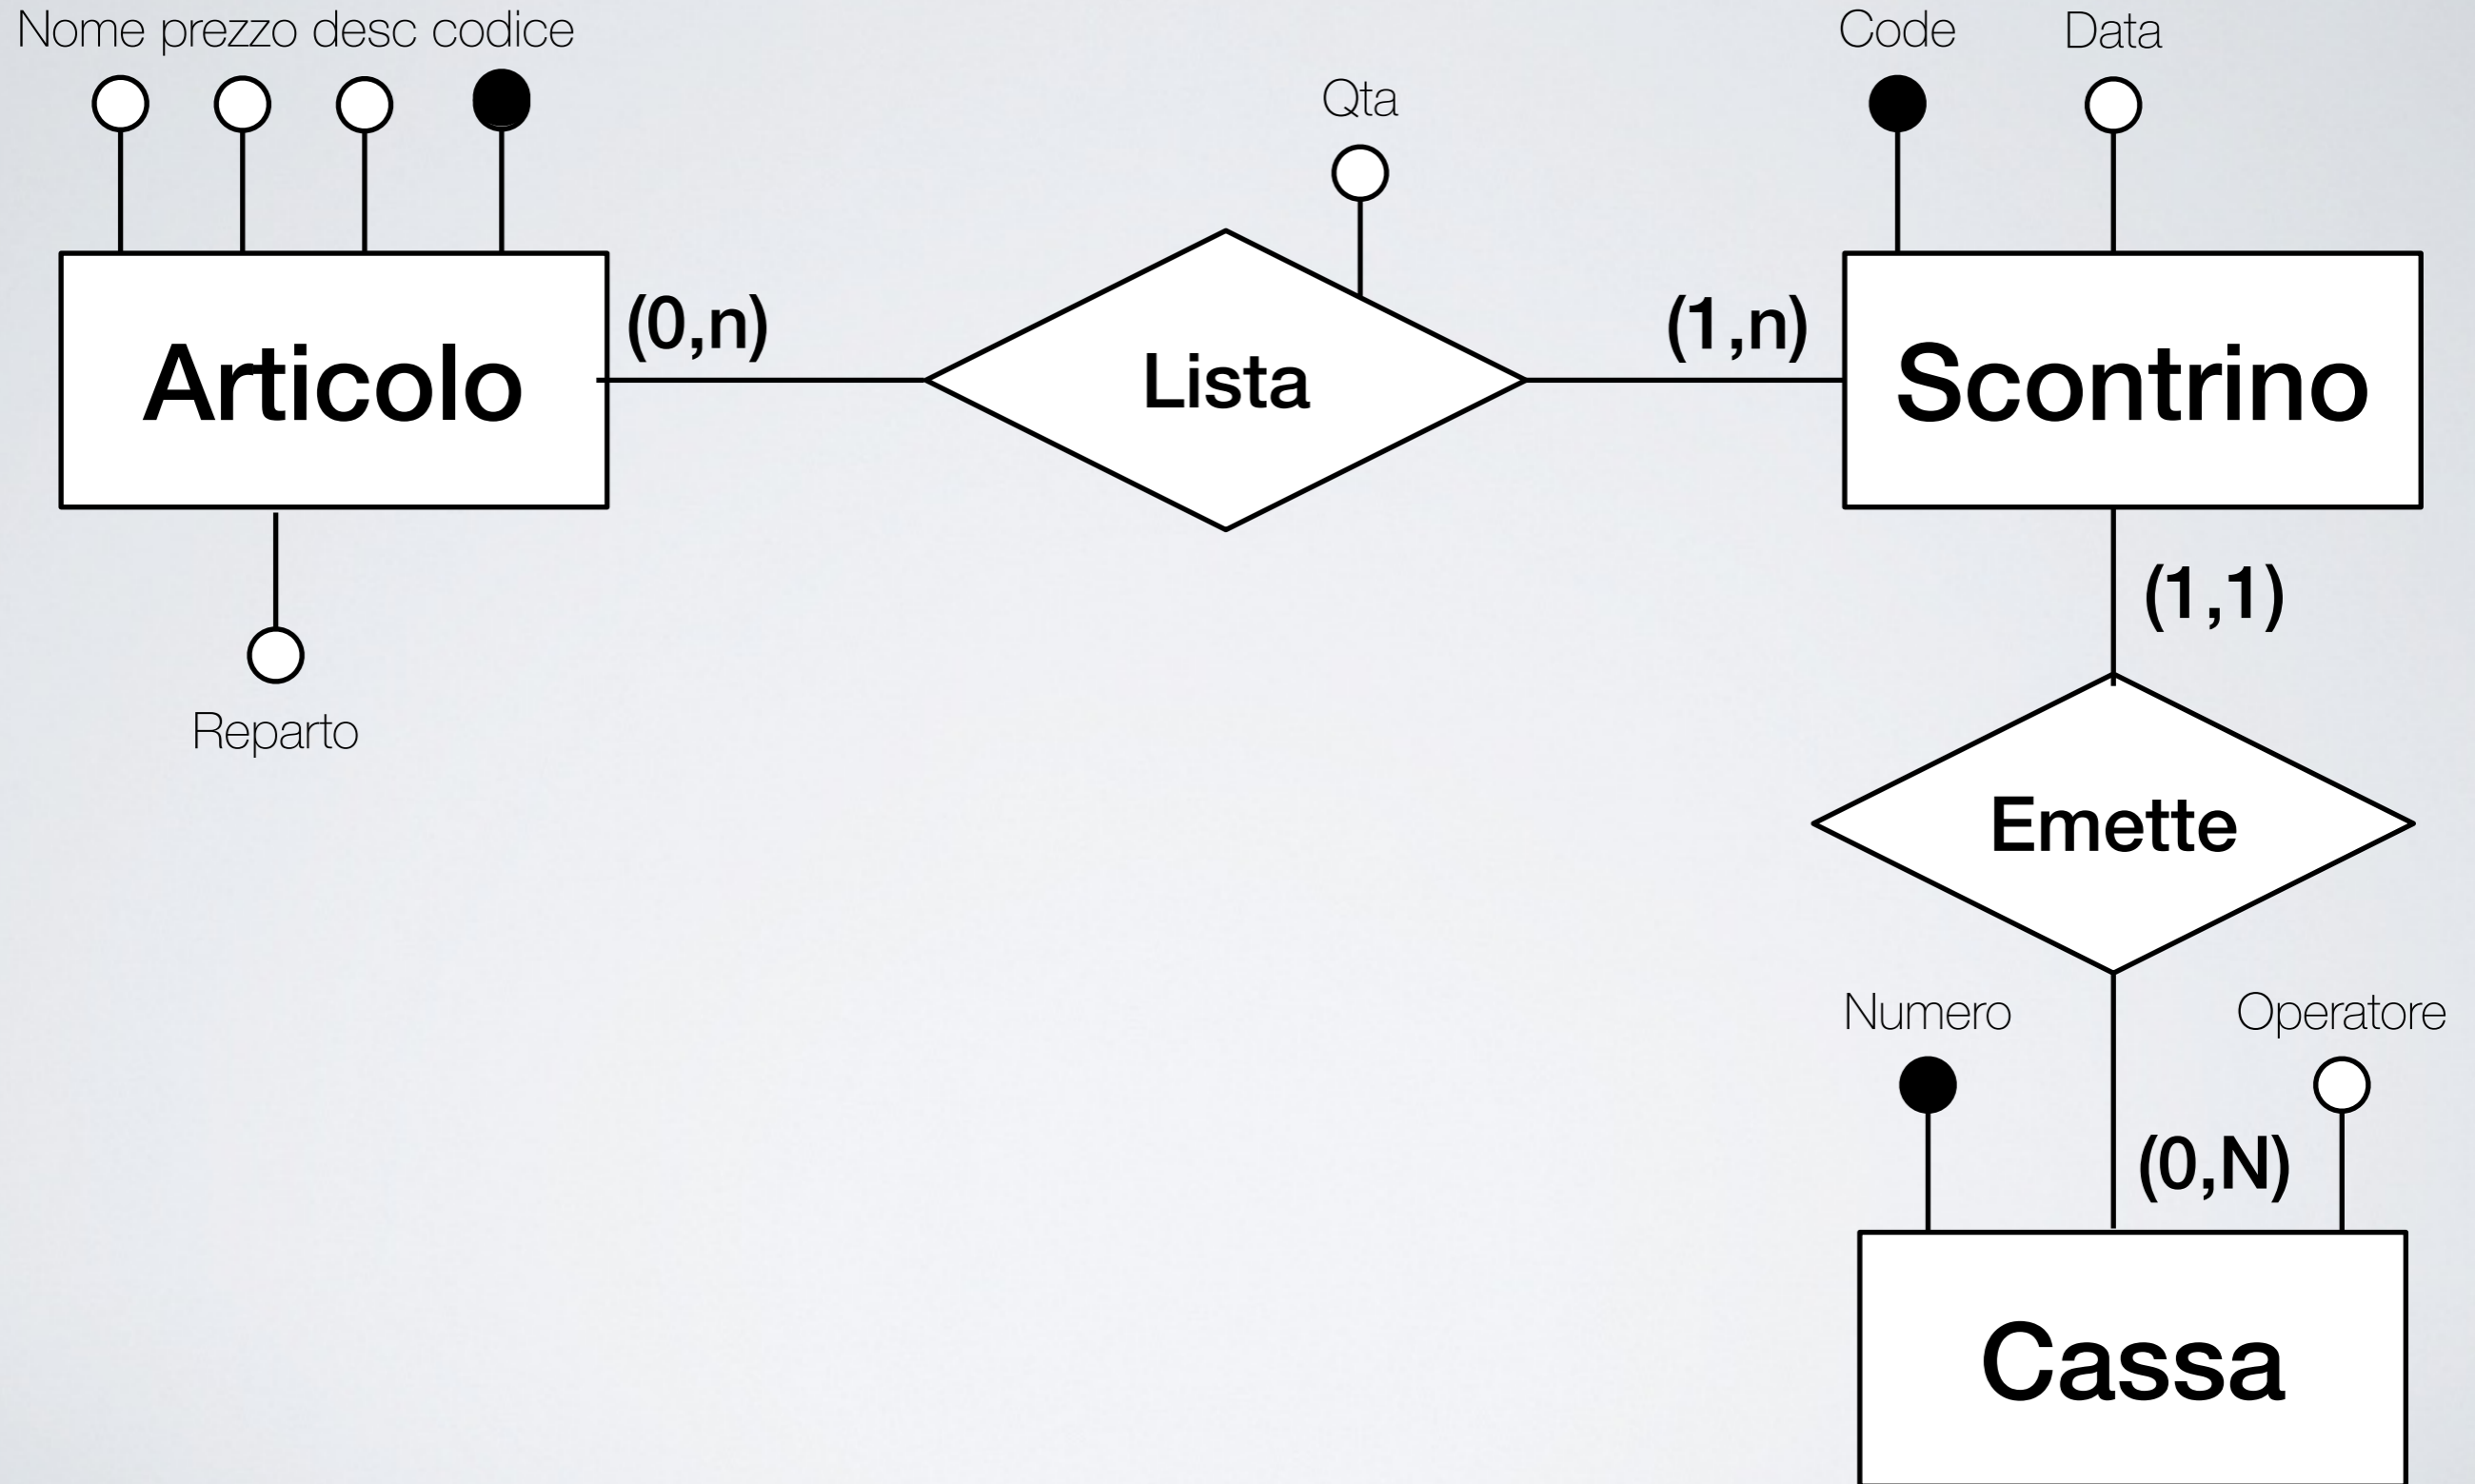 Nome prezzo desc codice
Code
Data
Qta
(0,n)
(1,n)
Articolo
Lista
Scontrino
(1,1)
Reparto
Emette
Numero
Operatore
(0,N)
Cassa